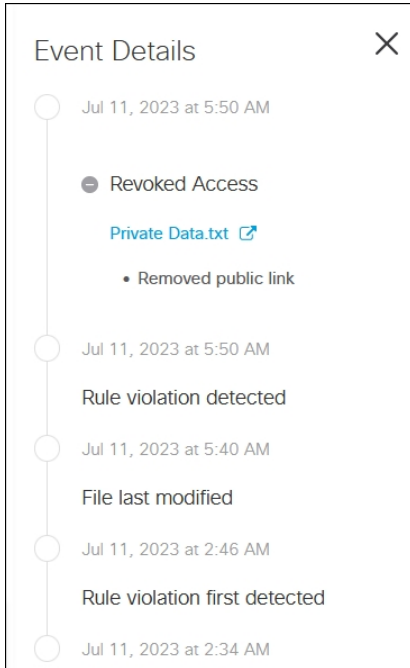 Event Details
Jul 11, 2023 at 5:50 AM
Revoked Access
Private Data.txt
• Removed public link
Jul 11, 2023 at 5:50 AM
Rule violation detected
Jul 11, 2023 at 5:40 AM
File last modified
Jul 11, 2023 at 2:46 AM
Rule violation first detected
Jul 11, 2023 at 2:34 AM